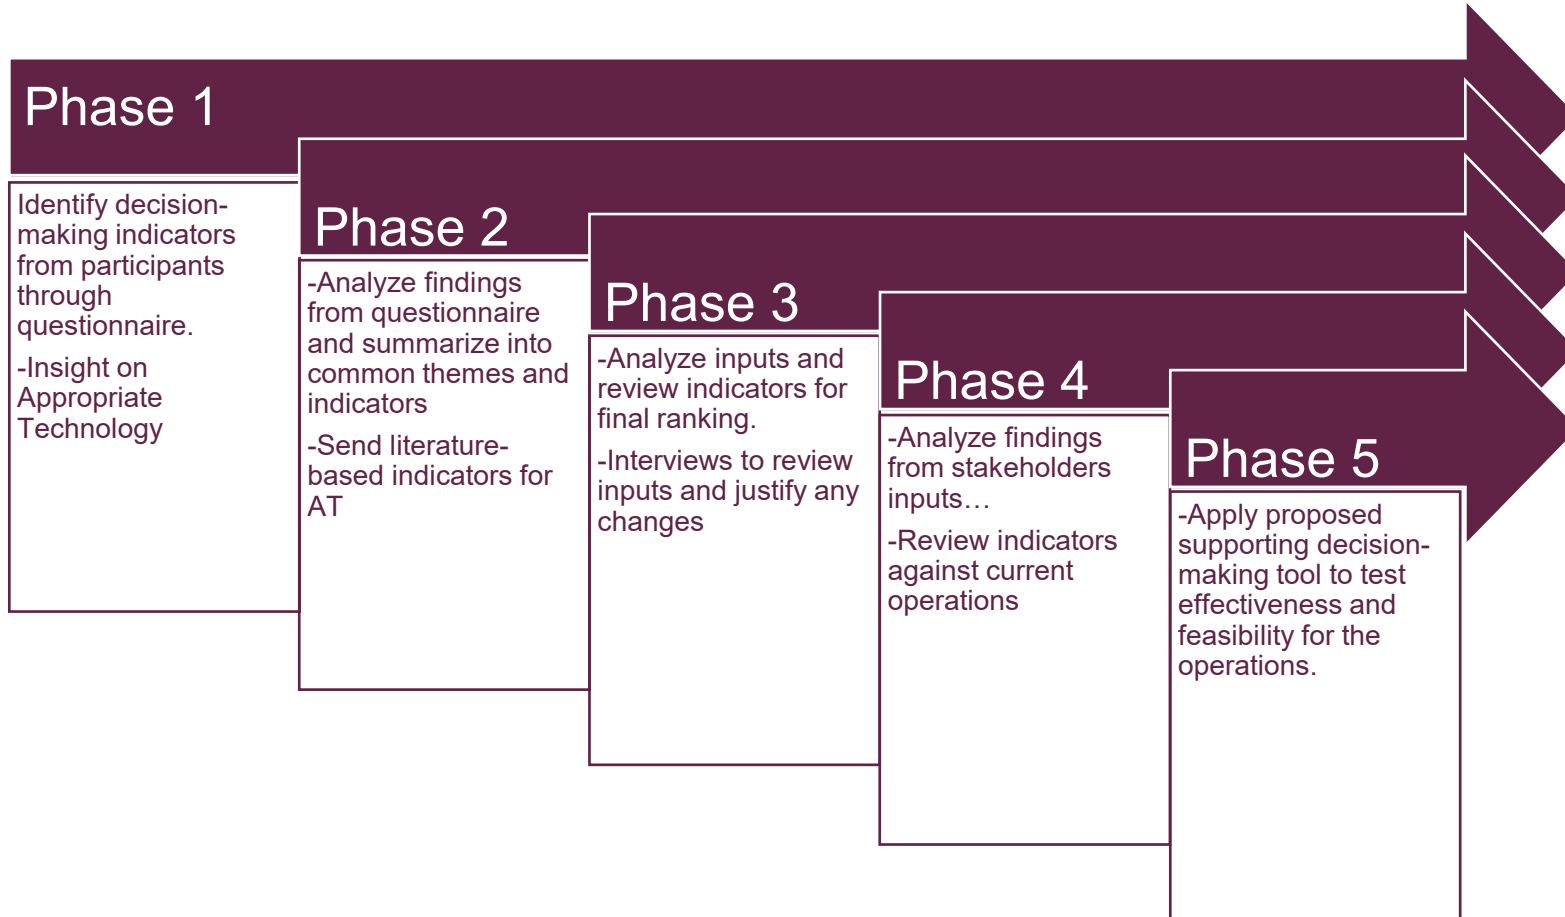 Phase 1
Identify decision-
making indicators
from participants
through
questionnaire.
-Insight on
Appropriate
Technology
Phase 2
-Analyze findings
from questionnaire
and summarize into
common themes and
indicators
-Send literature-
based indicators for
AT
Phase 3
-Analyze inputs and
review indicators for
final ranking.
-Interviews to review
inputs and justify any
changes
Phase 4
-Analyze findings
from stakeholders
inputs…
-Review indicators
against current
operations
Phase 5
-Apply proposed
supporting decision-
making tool to test
effectiveness and
feasibility for the
operations.